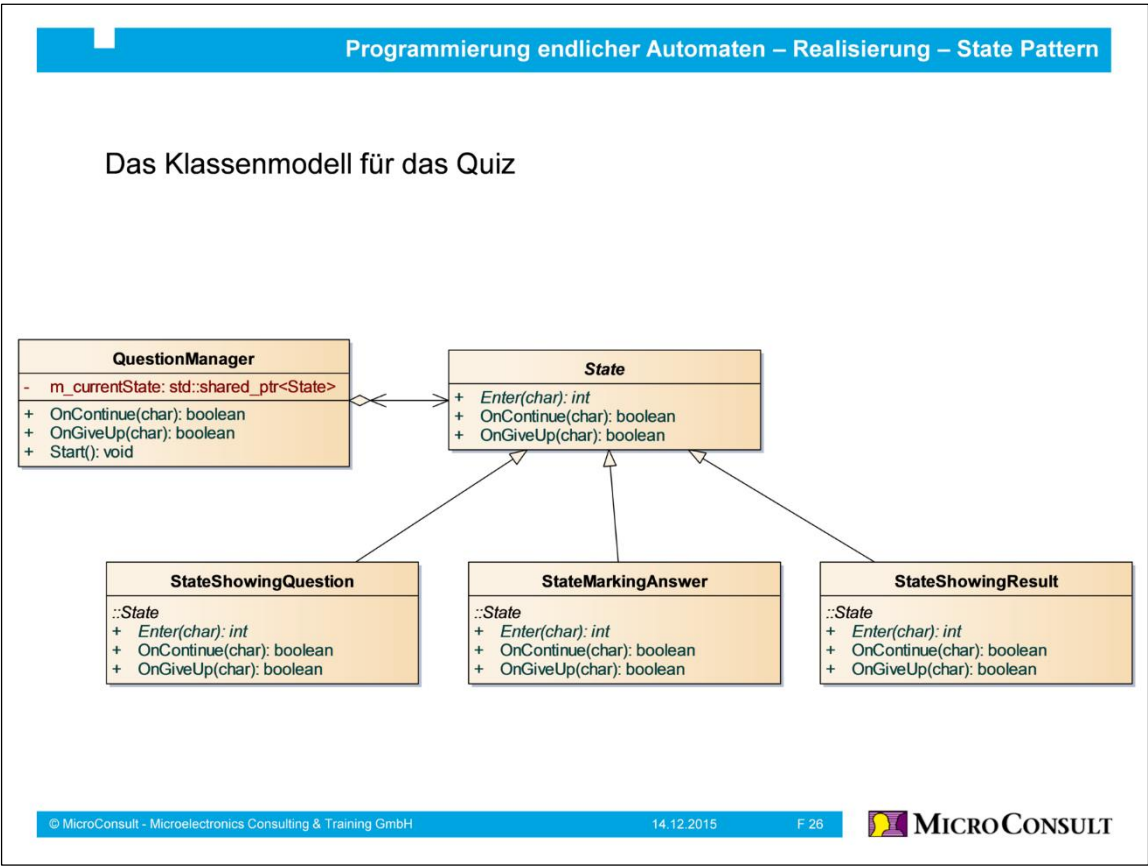 Programmierung endlicher Automaten – Realisierung – State Pattern
Das Klassenmodell für das Quiz
QuestionManager
- m_currentState: std::shared_ptr<State>
+ OnContinue(char): boolean
+ OnGiveUp(char): boolean
+ Start(): void
State
+ Enter(char): int
+ OnContinue(char): boolean
+ OnGiveUp(char): boolean
StateShowingQuestion
::State
+ Enter(char): int
+ OnContinue(char): boolean
+ OnGiveUp(char): boolean
StateMarkingAnswer
::State
+ Enter(char): int
+ OnContinue(char): boolean
+ OnGiveUp(char): boolean
StateShowingResult
::State
+ Enter(char): int
+ OnContinue(char): boolean
+ OnGiveUp(char): boolean
© MicroConsult - Microelectronics Consulting & Training GmbH
14.12.2015
F 26
MICROCONSULT